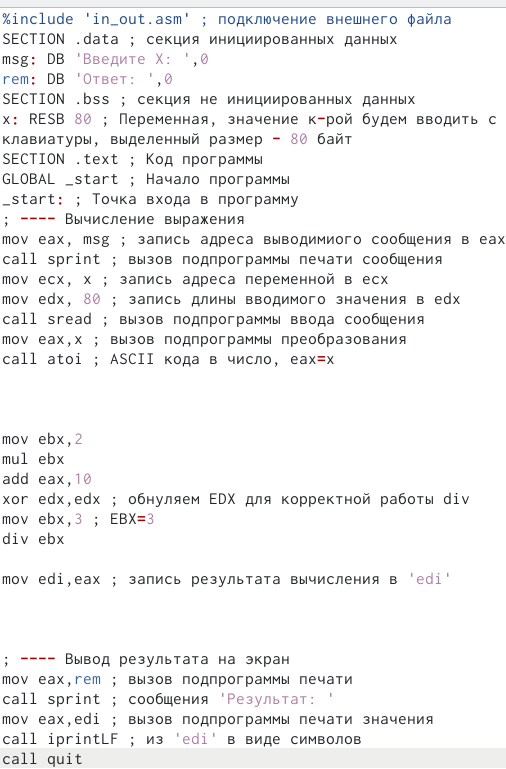 %include 'in_out.asm' ; подключение внешнего файла
SECTION .data ; секция инициированных данных
msg: DB 'Введите X: ',0
rem: DB 'Ответ: ',0
SECTION .bss ; секция не инициированных данных
x: RESB 80 ; Переменная, значение к-рой будем вводить с
клавиатуры, выделенный размер - 80 байт
SECTION .text ; Код программы
GLOBAL _start ; Начало программы
_start: ; Точка входа в программу
; ---- Вычисление выражения
mov eax, msg ; запись адреса выводимиого сообщения в eax
call sprint ; вызов подпрограммы печати сообщения
mov ecx, x ; запись адреса переменной в ecx
mov edx, 80 ; запись длины вводимого значения в edx
call sread ; вызов подпрограммы ввода сообщения
mov eax,x ; вызов подпрограммы преобразования
call atoi ; ASCII кода в число, eax=x
mov ebx,2
mul ebx
add eax,10
xor edx,edx ; обнуляем EDX для корректной работы div
mov ebx,3 ; EBX=3
div ebx
mov edi,eax ; запись результата вычисления в 'edi'
; ---- Вывод результата на экран
mov eax,rem ; вызов подпрограммы печати
call sprint ; сообщения 'Результат: '
mov eax,edi ; вызов подпрограммы печати значения
call iprintLF ; из 'edi' в виде символов
call quit